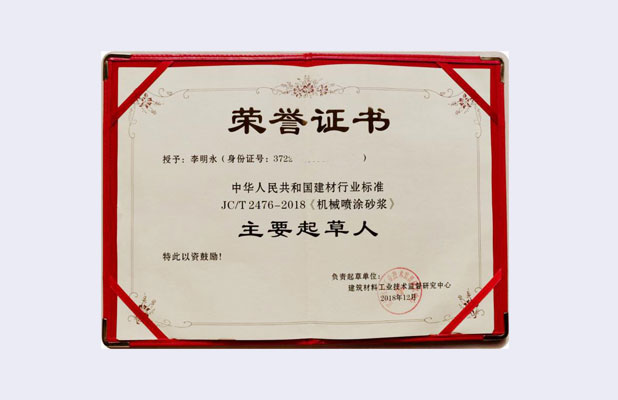 荣誉证书
授予：李明永（身份证号：372 ）
中华人民共和国建材行业标准
JC/T 2476-2018《机械喷涂砂浆》
主要起草人
特此以资鼓励！
负责起草单位：
建筑材料工业技术监督研究中心
2018年12月